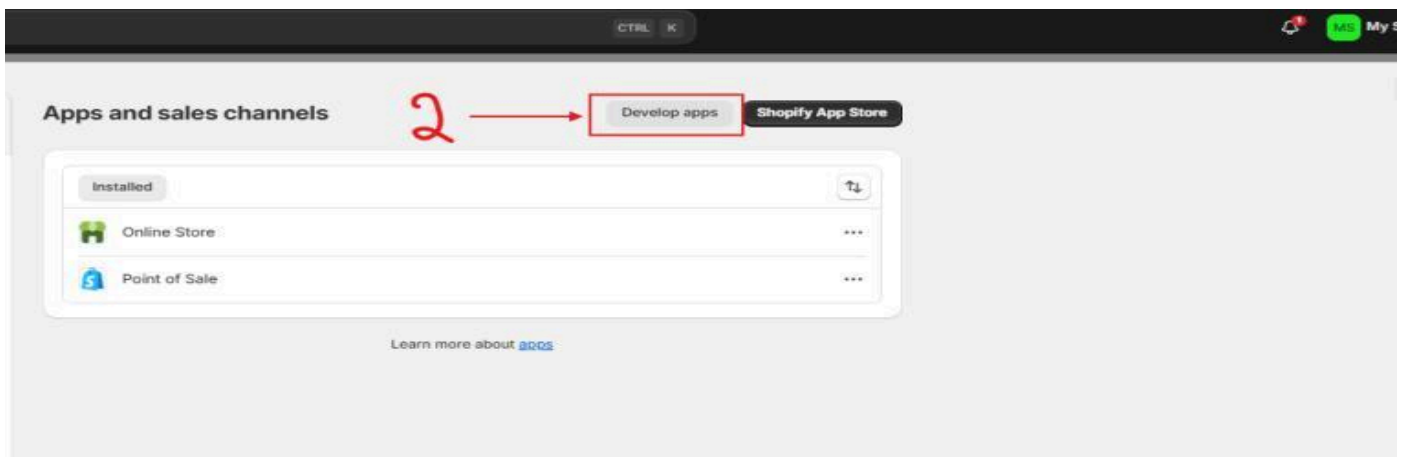 CTRL K
1
MS My S
Apps and sales channels
2
Develop apps
Shopify App Store
Installed
Online Store
...
Point of Sale
...
Learn more about apps